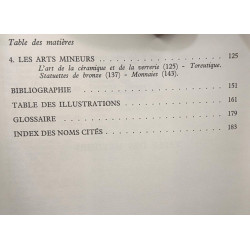 Table des matières
4. LES ARTS MINEURS . . . . . . . . . . . . . 125
L'art de la céramique et de la verrerie (125) - Toreutique.
Statuettes de bronze (137) - Monnaies (143).
BIBLIOGRAPHIE . . . . . . . . . . . . . . . . 151
TABLE DES ILLUSTRATIONS . . . . . . . . . . . 161
GLOSSAIRE . . . . . . . . . . . . . . . . . . 179
INDEX DES NOMS CITÉS . . . . . . . . . . . . 183